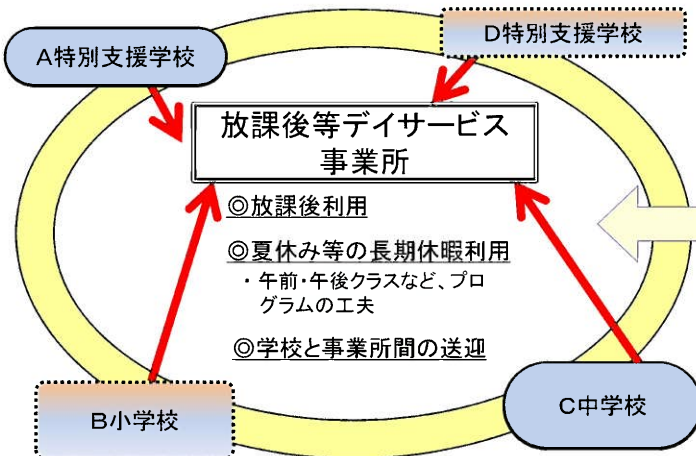 A特別支援学校
D特別支援学校
放課後等デイサービス
事業所
◎放課後利用
◎夏休み等の長期休暇利用
・午前・午後クラスなど、プロ
グラムの工夫
◎学校と事業所間の送迎
B小学校
C中学校